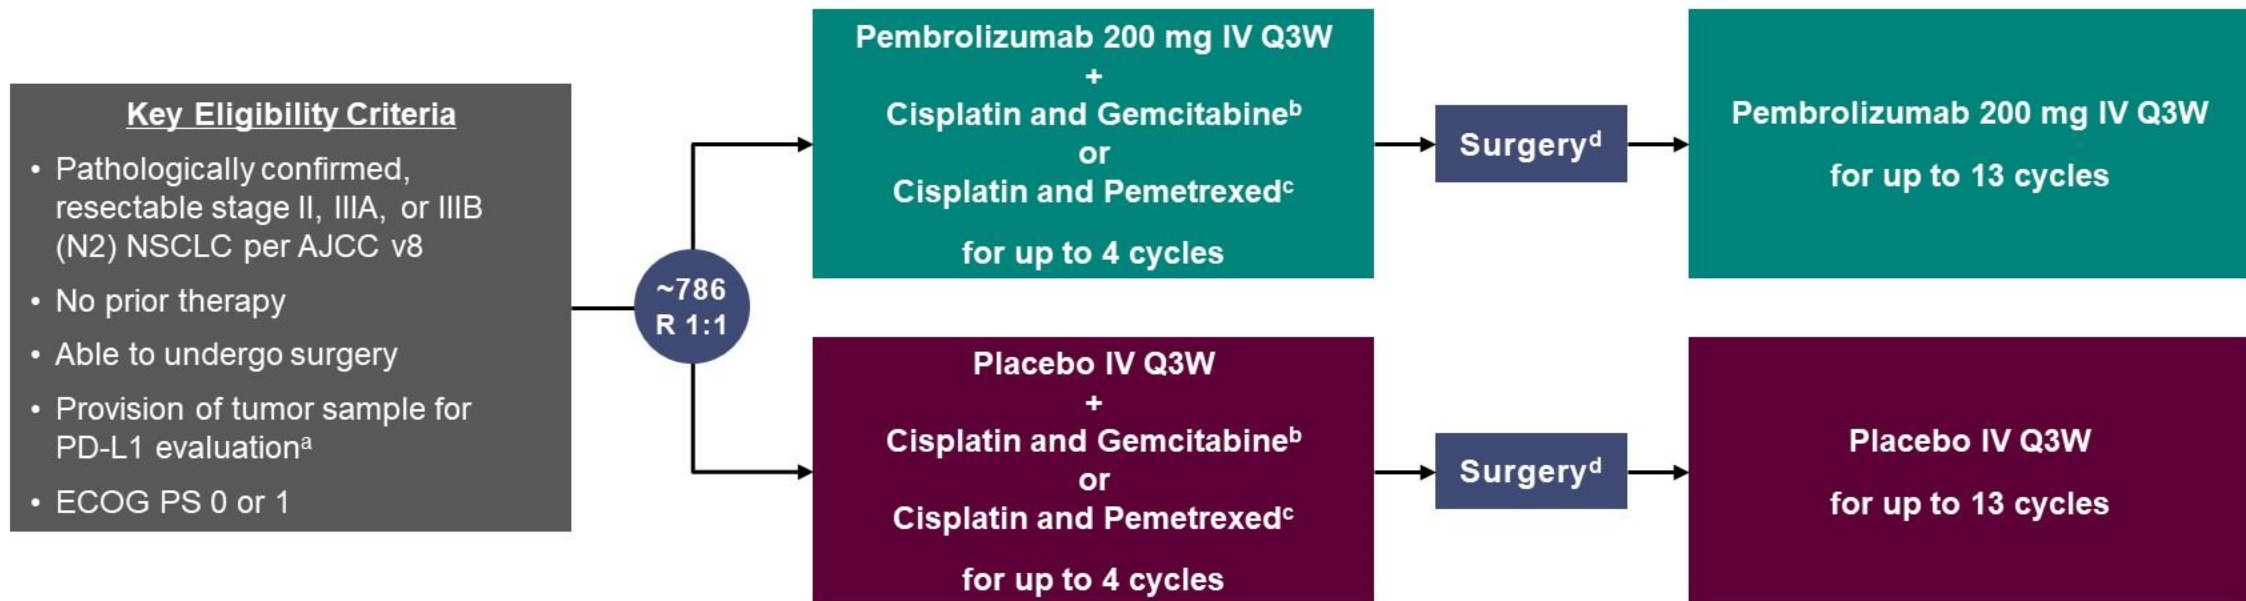 Key Eligibility Criteria
• Pathologically confirmed,
resectable stage II, IIIA, or IIIB
(N2) NSCLC per AJCC v8
• No prior therapy
• Able to undergo surgery
• Provision of tumor sample for
PD-L1 evaluationᵃ
• ECOG PS 0 or 1
~786
R 1:1
Pembrolizumab 200 mg IV Q3W
+
Cisplatin and Gemcitabineᵇ
or
Cisplatin and Pemetrexedᶜ
for up to 4 cycles
Surgeryᵈ
Pembrolizumab 200 mg IV Q3W
for up to 13 cycles
Placebo IV Q3W
+
Cisplatin and Gemcitabineᵇ
or
Cisplatin and Pemetrexedᶜ
for up to 4 cycles
Surgeryᵈ
Placebo IV Q3W
for up to 13 cycles